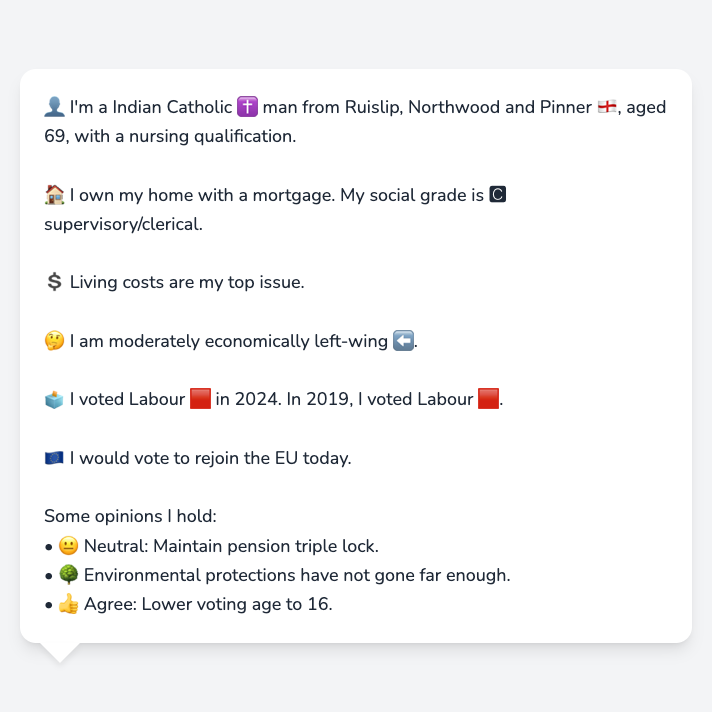 👤 I'm a Indian Catholic ✝️ man from Ruislip, Northwood and Pinner 🏴󠁧󠁢󠁥󠁮󠁧󠁿, aged
69, with a nursing qualification.
🏠 I own my home with a mortgage. My social grade is 🅲
supervisory/clerical.
💲 Living costs are my top issue.
🤔 I am moderately economically left-wing ⬅️.
🗳️ I voted Labour 🟥 in 2024. In 2019, I voted Labour 🟥.
🇪🇺 I would vote to rejoin the EU today.
Some opinions I hold:
• 😐 Neutral: Maintain pension triple lock.
• 🌳 Environmental protections have not gone far enough.
• 👍 Agree: Lower voting age to 16.